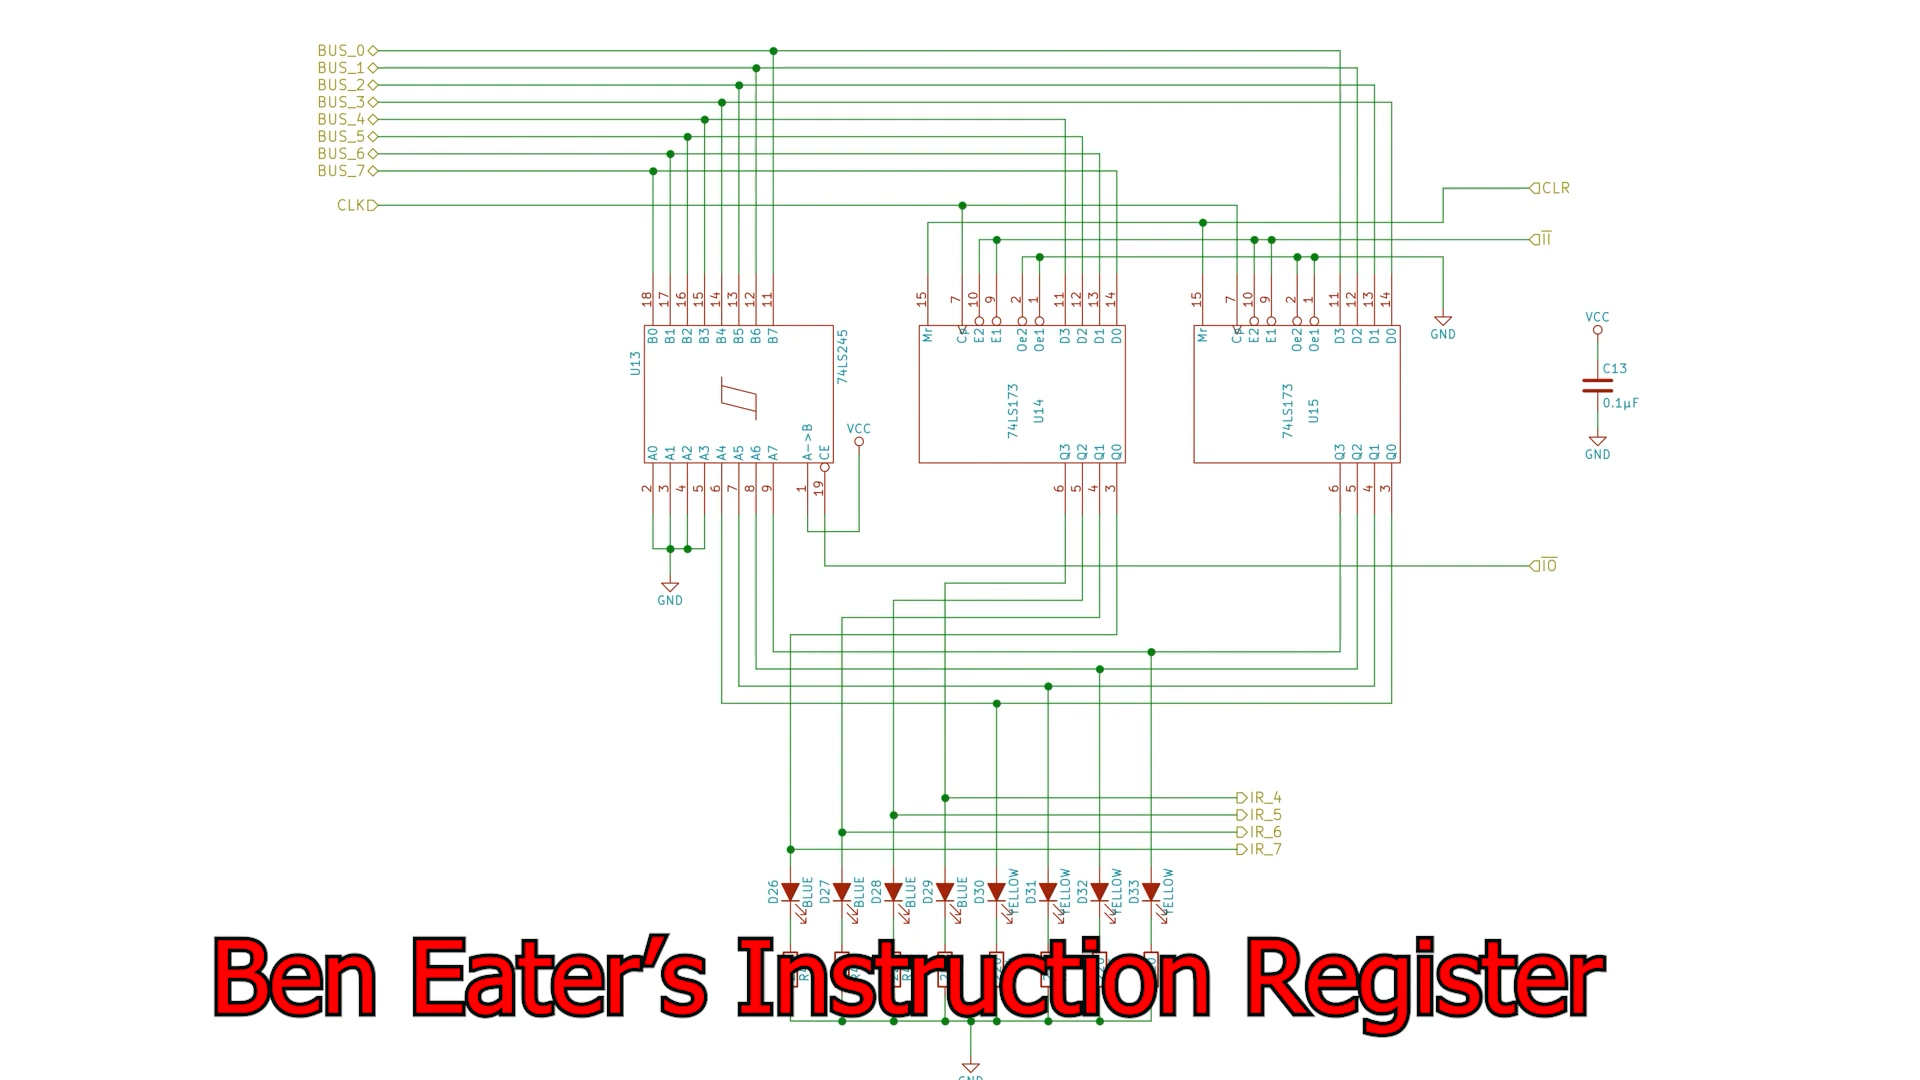 BUS_0
BUS_1
BUS_2
BUS_3
BUS_4
BUS_5
BUS_6
BUS_7
CLK
CLR
I̅I̅
18 17 16 15 14 13 12 11
15 7 10 9 2 1 11 12 13 14
15 7 10 9 2 1 11 12 13 14
B0 B1 B2 B3 B4 B5 B6 B7
Mr Cp E2 E1 Oe2 Oe1 D3 D2 D1 D0
Mr Cp E2 E1 Oe2 Oe1 D3 D2 D1 D0
GND
VCC
U13
74LS245
74LS173
U14
74LS173
U15
C13
0.1µF
GND
VCC
A0 A1 A2 A3 A4 A5 A6 A7 A->B CE
Q3 Q2 Q1 Q0
Q3 Q2 Q1 Q0
2 3 4 5 6 7 8 9 1 19
6 5 4 3
6 5 4 3
I̅O̅
GND
IR_4
IR_5
IR_6
IR_7
D26 BLUE D27 BLUE D28 BLUE D29 BLUE D30 YELLOW D31 YELLOW D32 YELLOW D33 YELLOW
Ben Eater’s Instruction Register
GND